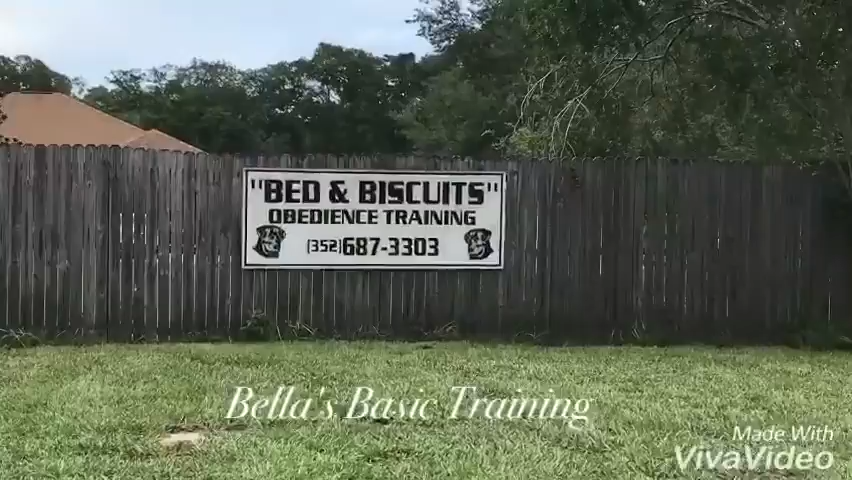 "BED & BISCUITS"
OBEDIENCE TRAINING
(352)687-3303
Bella's Basic Training
Made With
VivaVideo